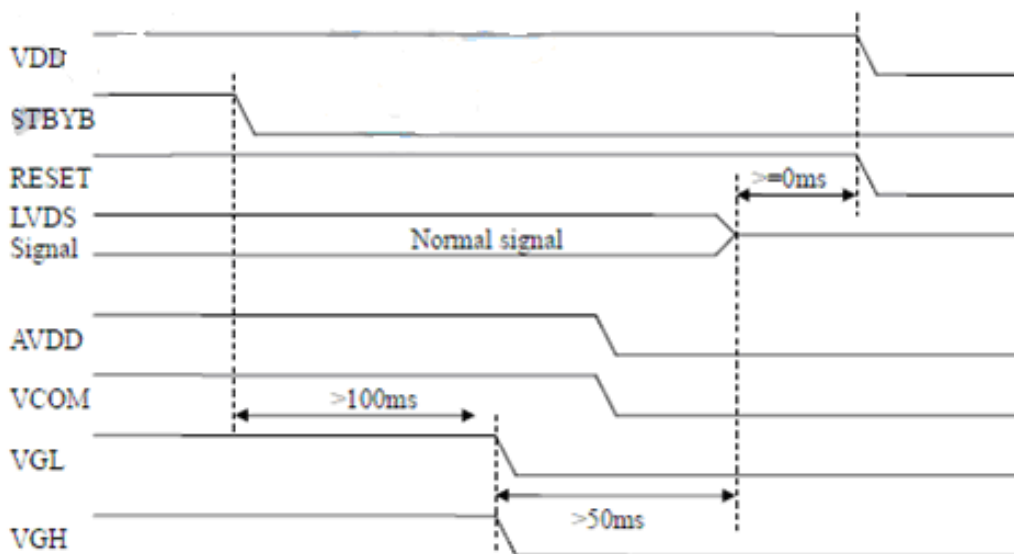 VDD
STBYB
RESET
>=0ms
LVDS
Signal
Normal signal
AVDD
VCOM
>100ms
VGL
>50ms
VGH